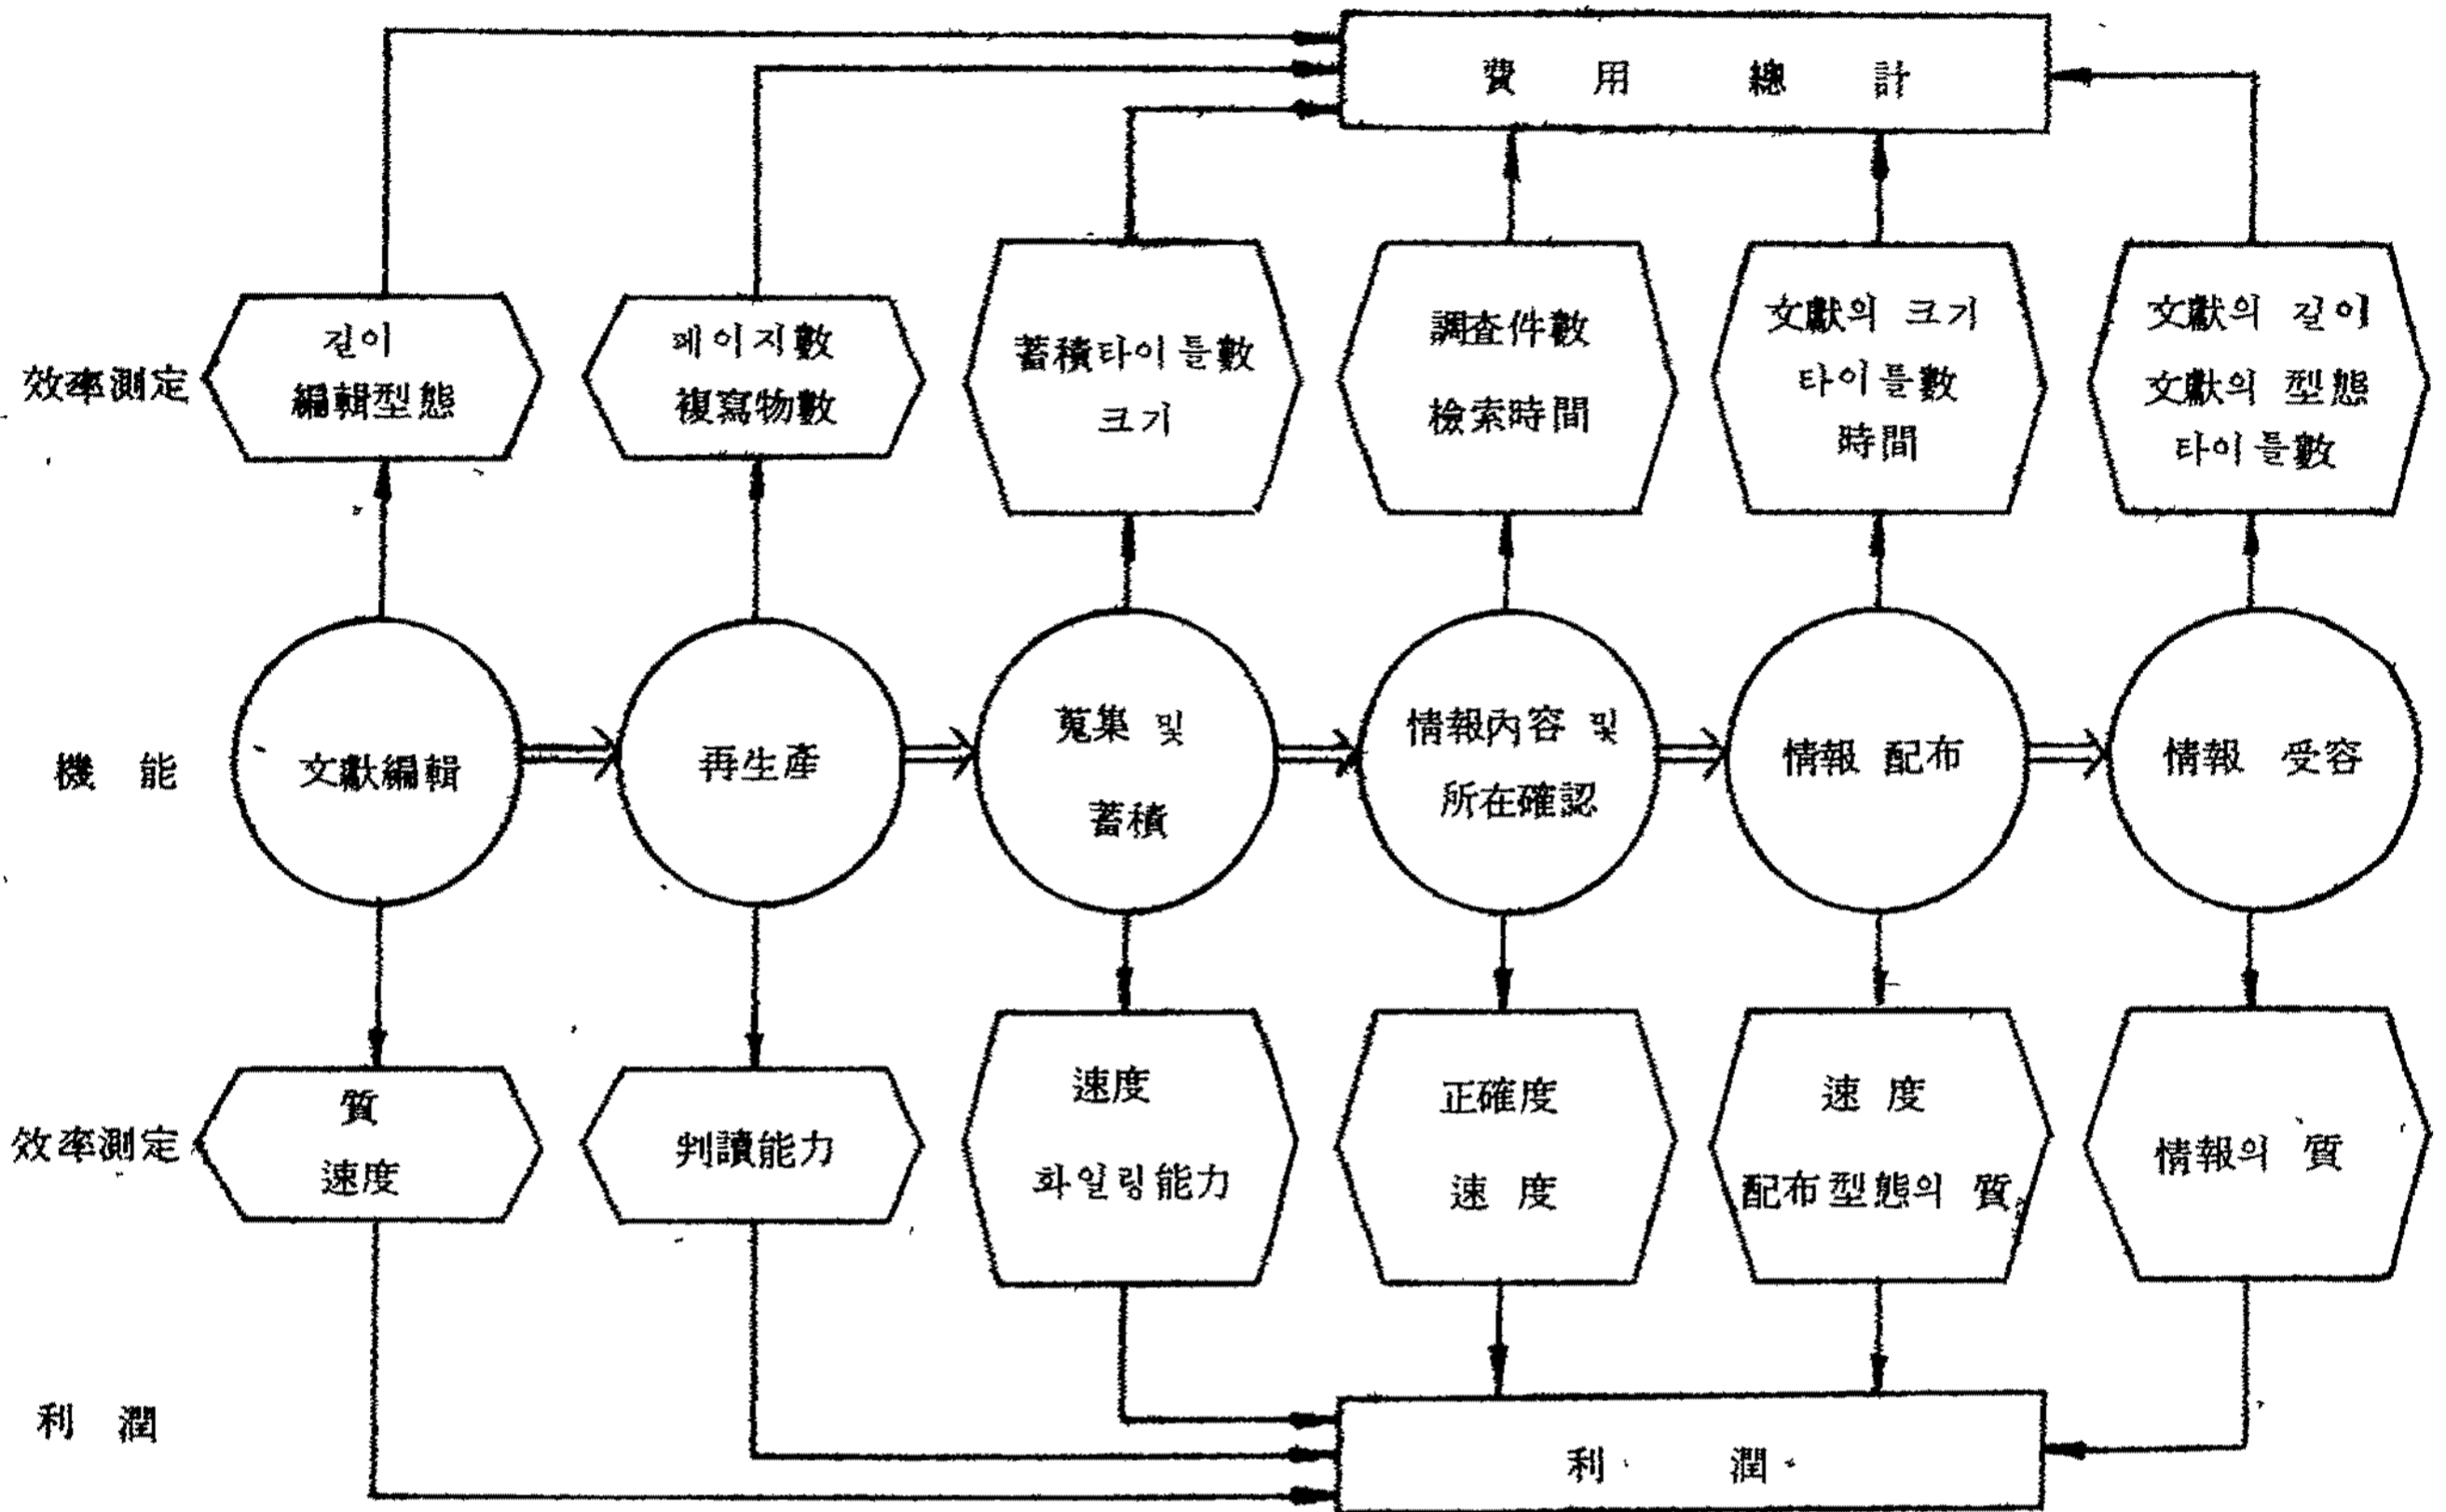 費 用 總 計
效率測定
길이
編輯型態
페이지數
複寫物數
蓄積타이틀數
크기
調査件數
檢索時間
文獻의 크기
타이틀數
時間
文獻의 길이
文獻의 型態
타이틀數
機 能
文獻編輯
再生產
蒐集 및
蓄積
情報內容 및
所在確認
情報 配布
情報 受容
效率測定
質
速度
判讀能力
速度
화일링能力
正確度
速 度
速 度
配布型態의 質
情報의 質
利 潤
利 潤